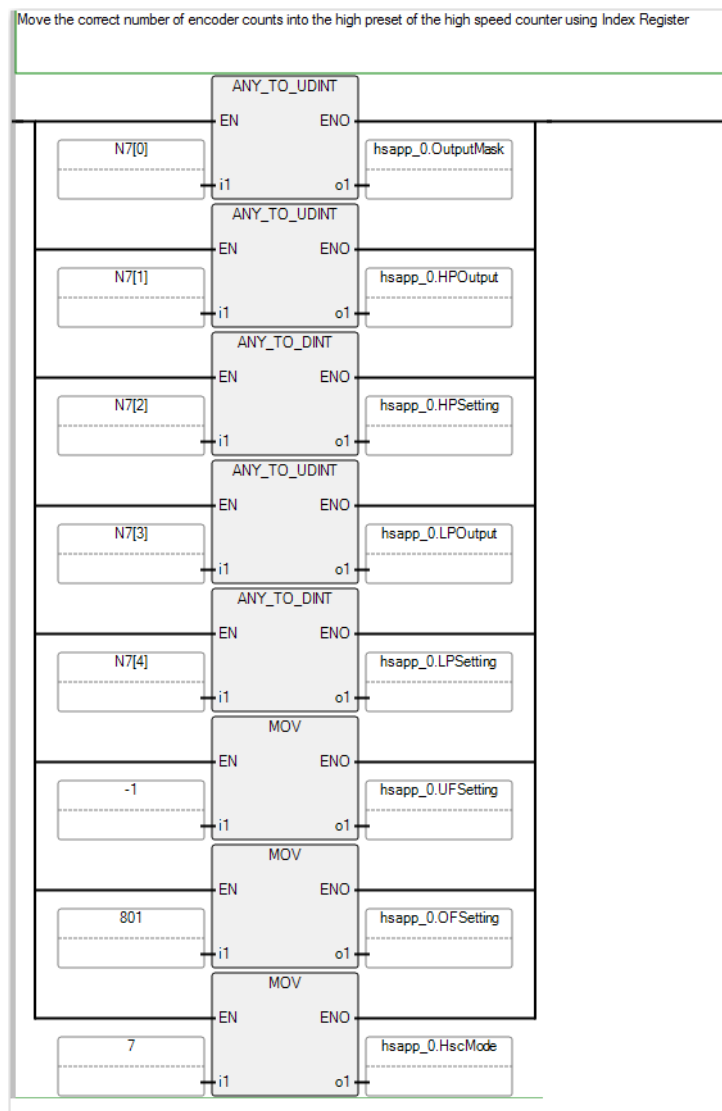 Move the correct number of encoder counts into the high preset of the high speed counter using Index Register
ANY_TO_UDINT
EN ENO
N7[0] hsapp_0.OutputMask
i1 o1
ANY_TO_UDINT
EN ENO
N7[1] hsapp_0.HPOutput
i1 o1
ANY_TO_DINT
EN ENO
N7[2] hsapp_0.HPSetting
i1 o1
ANY_TO_UDINT
EN ENO
N7[3] hsapp_0.LPOutput
i1 o1
ANY_TO_DINT
EN ENO
N7[4] hsapp_0.LPSetting
i1 o1
MOV
EN ENO
-1 hsapp_0.UFSetting
i1 o1
MOV
EN ENO
801 hsapp_0.OFSetting
i1 o1
MOV
EN ENO
7 hsapp_0.HscMode
i1 o1